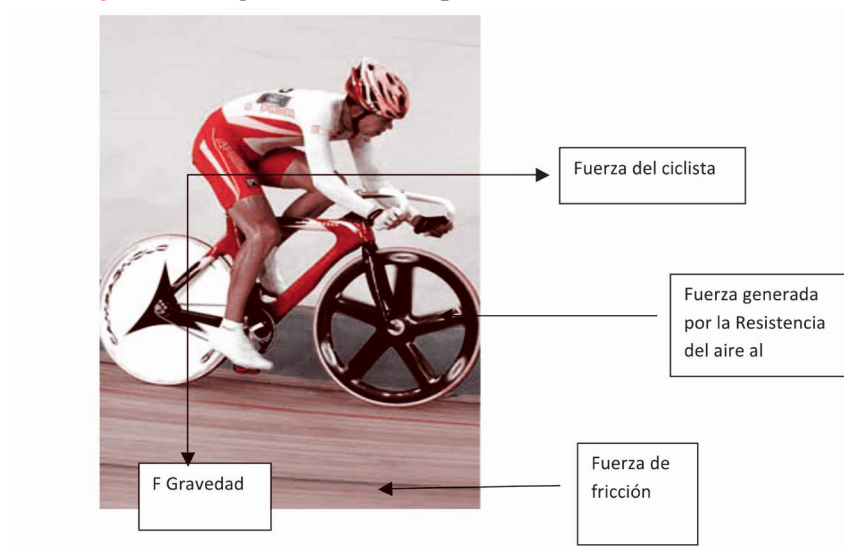 Fuerza del ciclista
Fuerza generada
por la Resistencia
del aire al
F Gravedad
Fuerza de
fricción